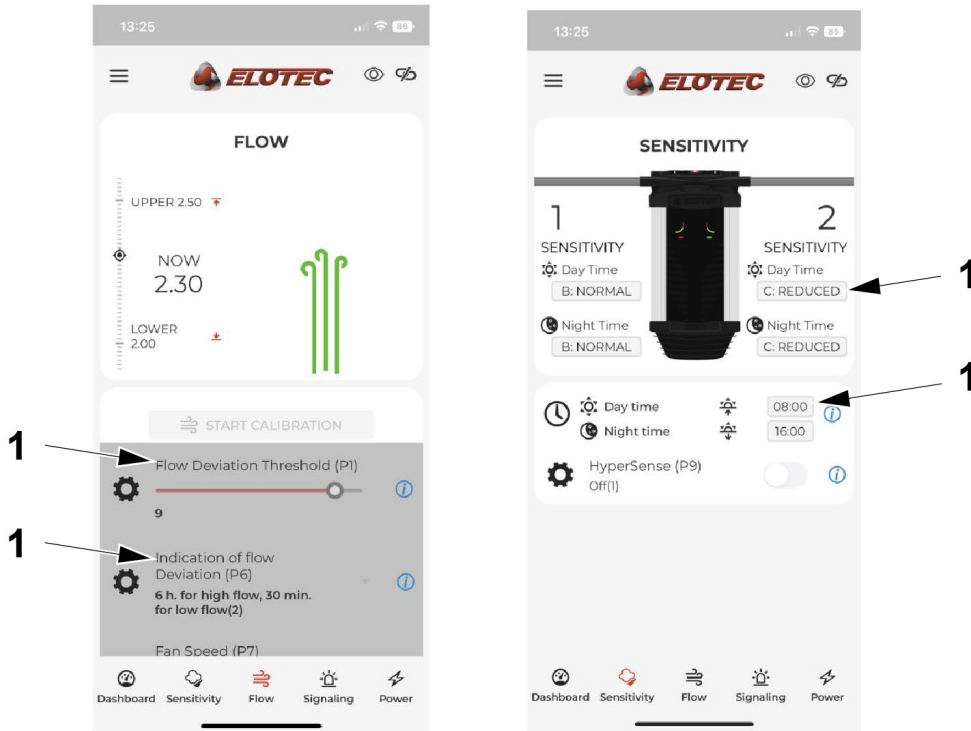 13:25
85
ELOTEC
FLOW
UPPER 2.50
NOW
2.30
LOWER
2.00
START CALIBRATION
1
Flow Deviation Threshold (P1)
9
1
Indication of flow
Deviation (P6)
6 h. for high flow, 30 min.
for low flow(2)
Fan Speed (P7)
Dashboard Sensitivity Flow Signaling Power
13:25
85
ELOTEC
SENSITIVITY
1 2
SENSITIVITY SENSITIVITY
Day Time Day Time
B: NORMAL C: REDUCED
1
Night Time Night Time
B: NORMAL C: REDUCED
1
Day time 08:00
Night time 16:00
HyperSense (P9)
Off(1)
Dashboard Sensitivity Flow Signaling Power